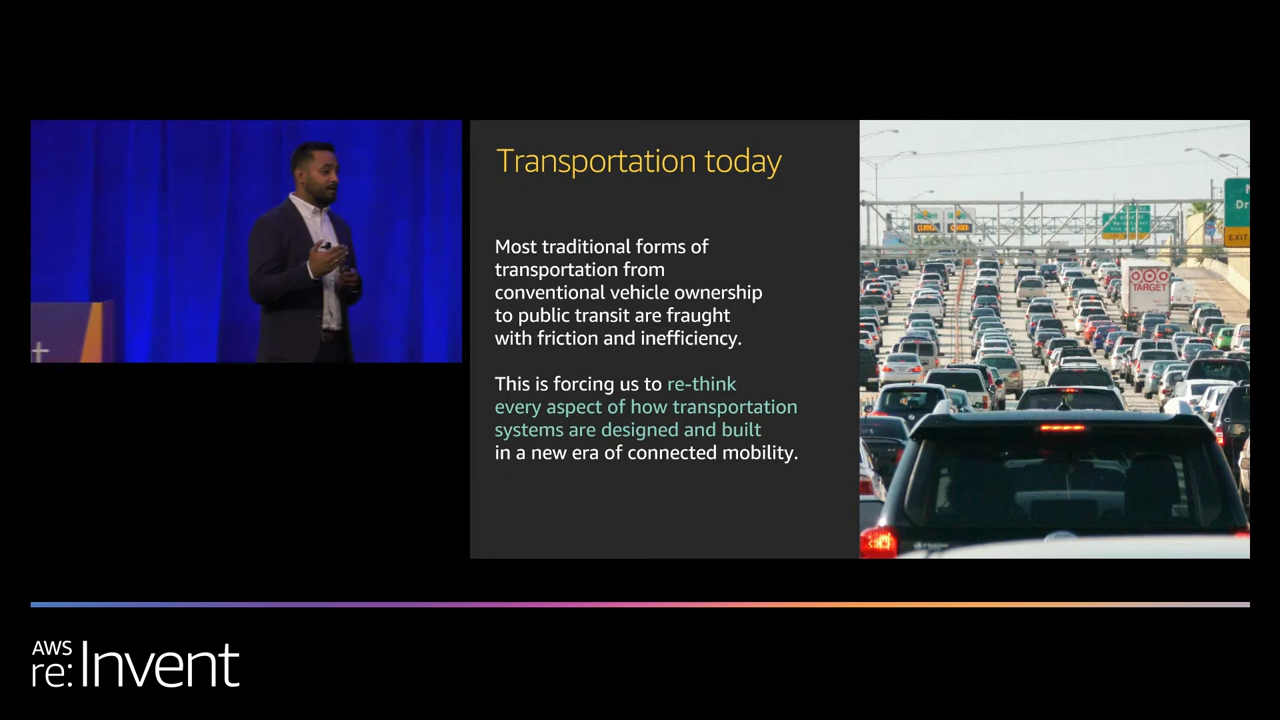 Transportation today
Most traditional forms of
transportation from
conventional vehicle ownership
to public transit are fraught
with friction and inefficiency.
This is forcing us to re-think
every aspect of how transportation
systems are designed and built
in a new era of connected mobility.
TARGET
EXIT
AWS
re:Invent